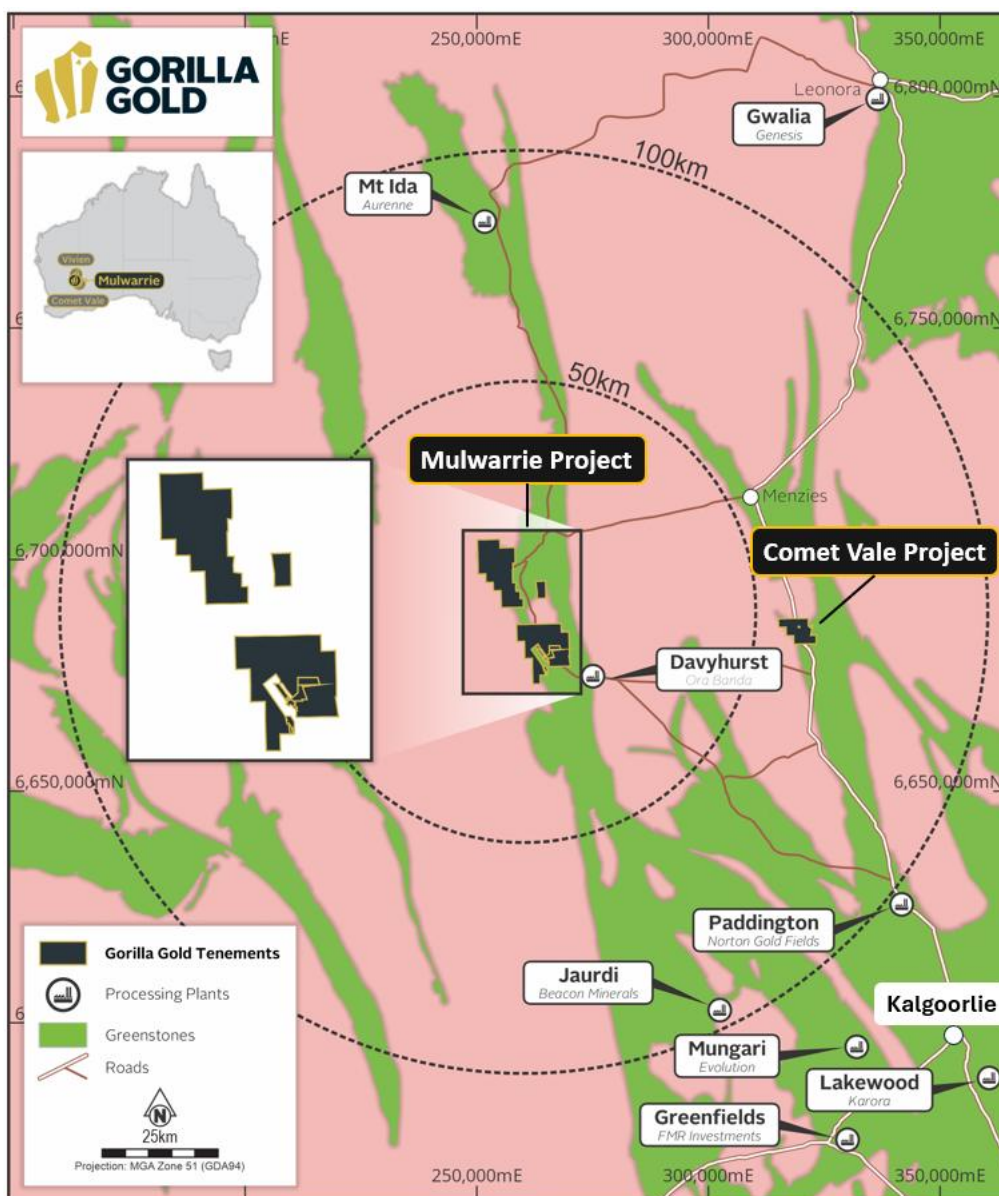 GORILLA
GOLD
mE
250,000mE
300,000mE
350,000mE
6,800,000mN
Leonora
Gwalia
Genesis
100km
Mt Ida
Aurenne
Vivien
Mulwarrie
Comet Vale
6,750,000mN
50km
Mulwarrie Project
Menzies
6,700,000mN
Comet Vale Project
Davyhurst
Ora Banda
6,650,000mN
6,650,000mN
Paddington
Norton Gold Fields
Jaurdi
Beacon Minerals
Kalgoorlie
Mungari
Evolution
Lakewood
Karora
Greenfields
FMR Investments
Gorilla Gold Tenements
Processing Plants
Greenstones
Roads
N
25km
Projection: MGA Zone 51 (GDA94)
250,000mE
300,000mE
350,000mE